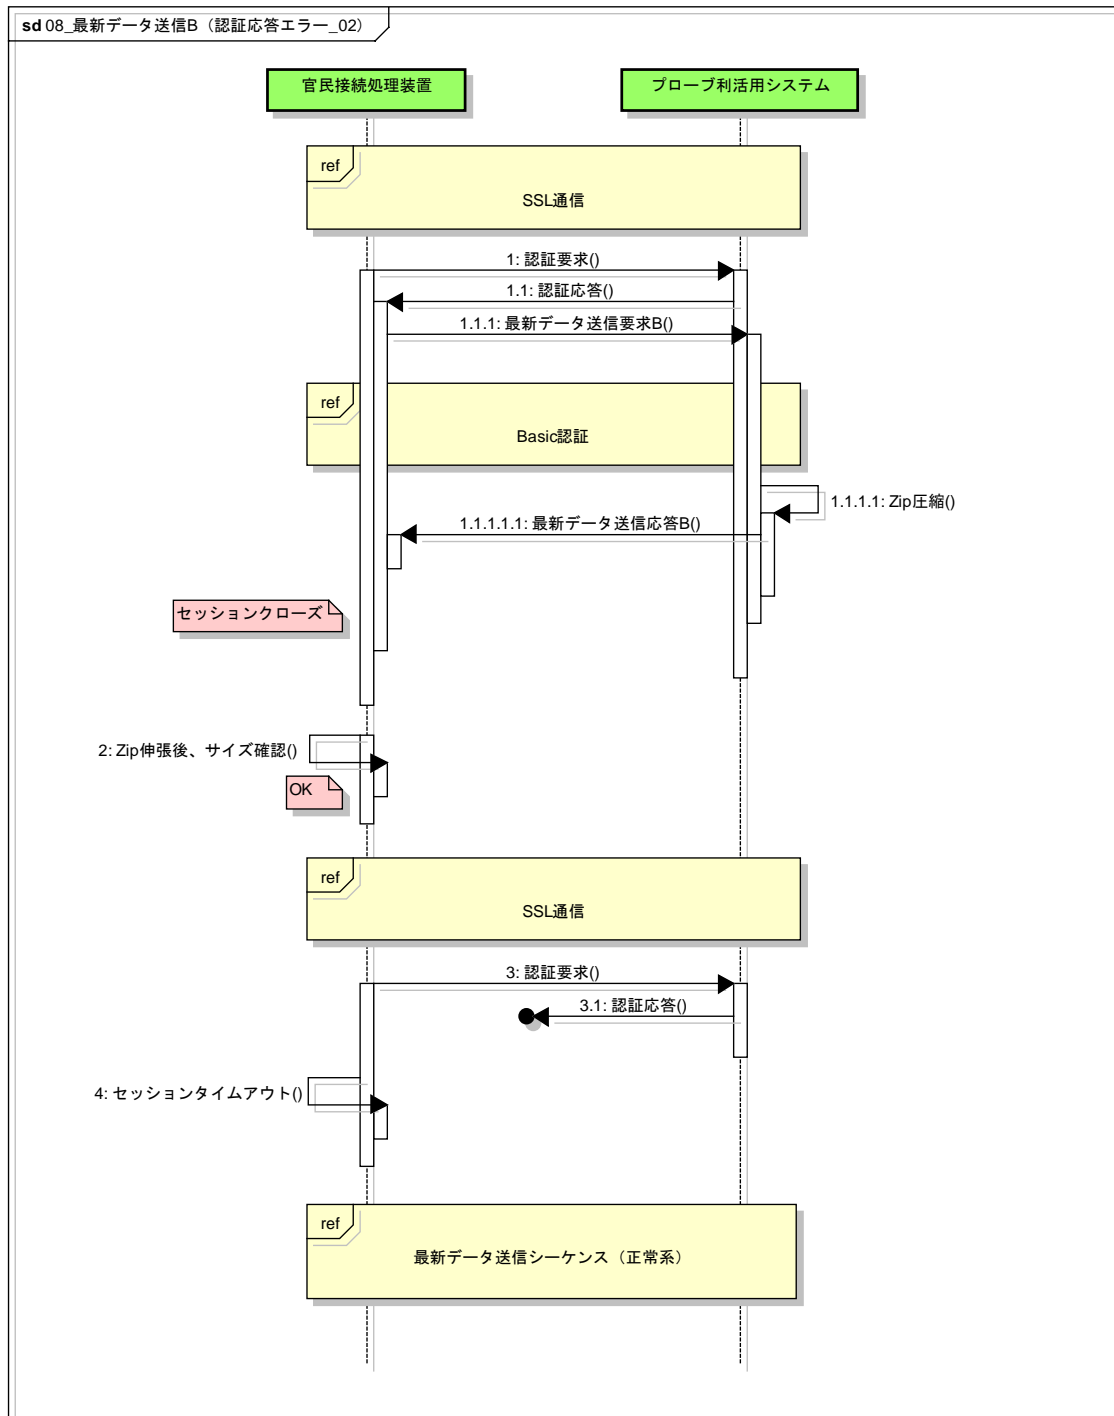 sd 08_最新データ送信B（認証応答エラー_02）
官民接続処理装置
プローブ利活用システム
ref
SSL通信
1: 認証要求()
1.1: 認証応答()
1.1.1: 最新データ送信要求B()
ref
Basic認証
1.1.1.1: Zip圧縮()
1.1.1.1.1: 最新データ送信応答B()
セッションクローズ
2: Zip伸張後、サイズ確認()
OK
ref
SSL通信
3: 認証要求()
3.1: 認証応答()
4: セッションタイムアウト()
ref
最新データ送信シーケンス（正常系）